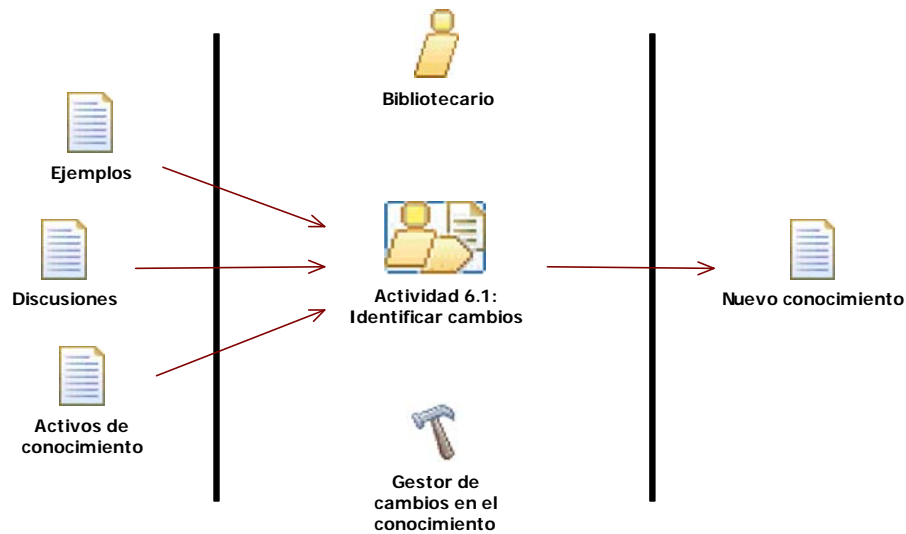 Bibliotecario
Ejemplos
Discusiones
Activos de
conocimiento
Actividad 6.1:
Identificar cambios
Gestor de
cambios en el
conocimiento
Nuevo conocimiento